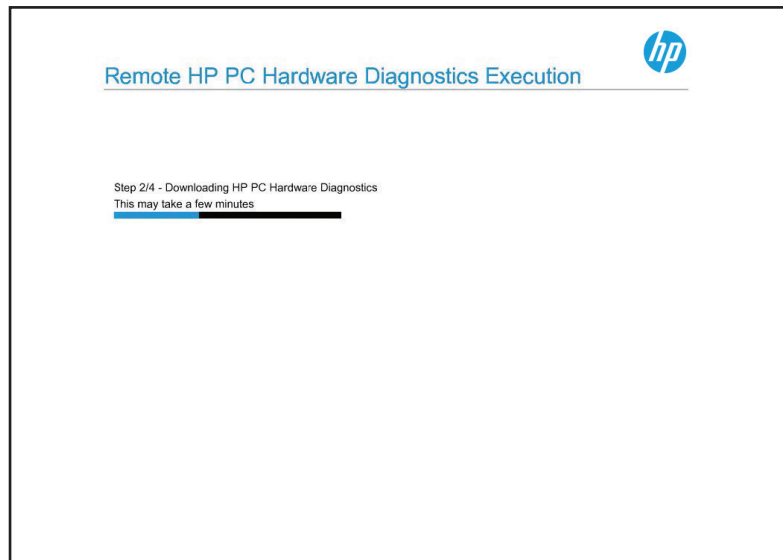 hp
Remote HP PC Hardware Diagnostics Execution
Step 2/4 - Downloading HP PC Hardware Diagnostics
This may take a few minutes